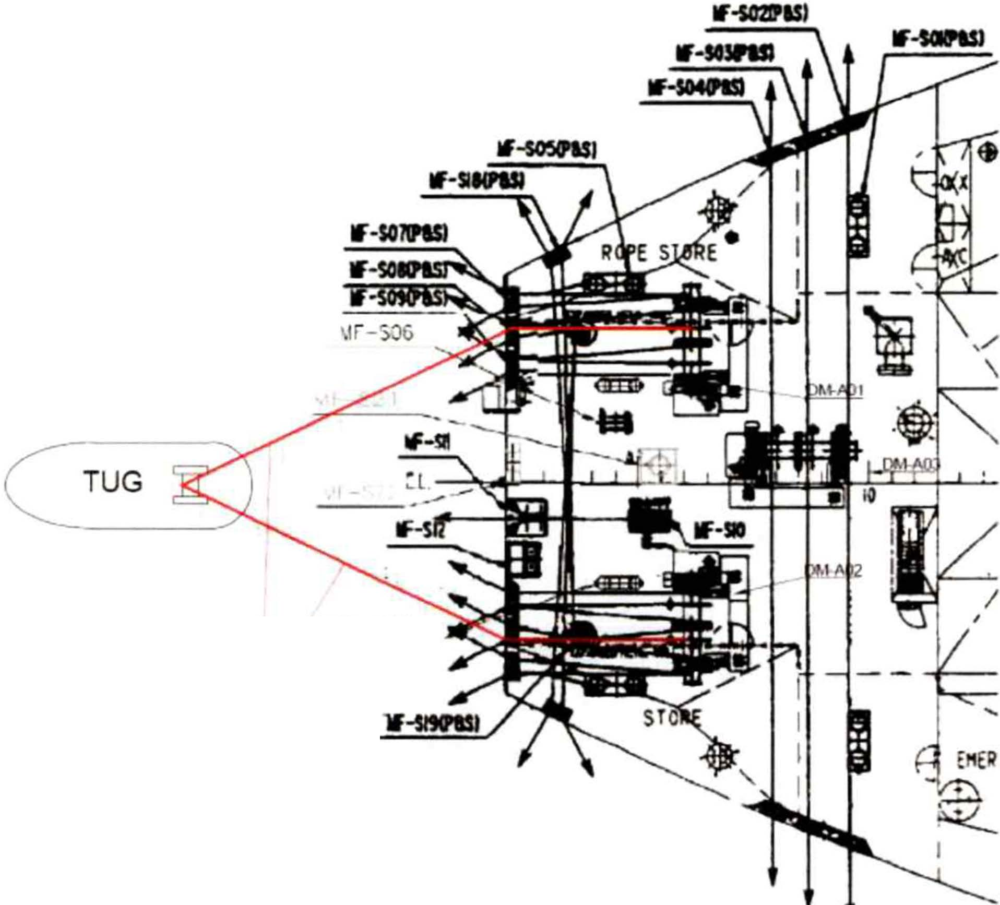 MF-S02(P&S)
MF-S01(P&S)
MF-S03(P&S)
MF-S04(P&S)
MF-S05(P&S)
MF-S18(P&S)
MF-S07(P&S)
ROPE STORE
MF-S08(P&S)
MF-S09(P&S)
MF-S06
DM-A01
MF-S11
DM-A03
TUG
C.L.
10
MF-S12
MF-S10
DM-A02
MF-S19(P&S)
STORE
EMER